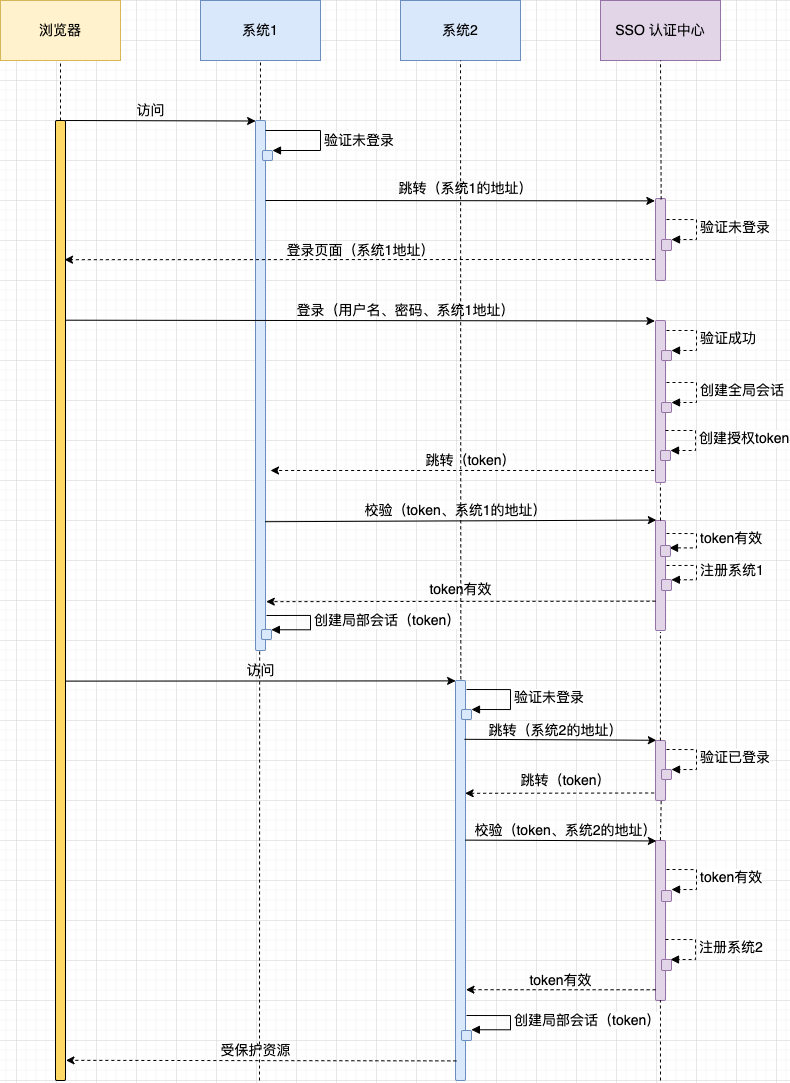 浏览器
系统1
系统2
SSO 认证中心
访问
验证未登录
跳转（系统1的地址）
验证未登录
登录页面（系统1地址）
登录（用户名、密码、系统1地址）
验证成功
创建全局会话
创建授权token
跳转（token）
校验（token、系统1的地址）
token有效
注册系统1
token有效
创建局部会话（token）
访问
验证未登录
跳转（系统2的地址）
验证已登录
跳转（token）
校验（token、系统2的地址）
token有效
注册系统2
token有效
创建局部会话（token）
受保护资源